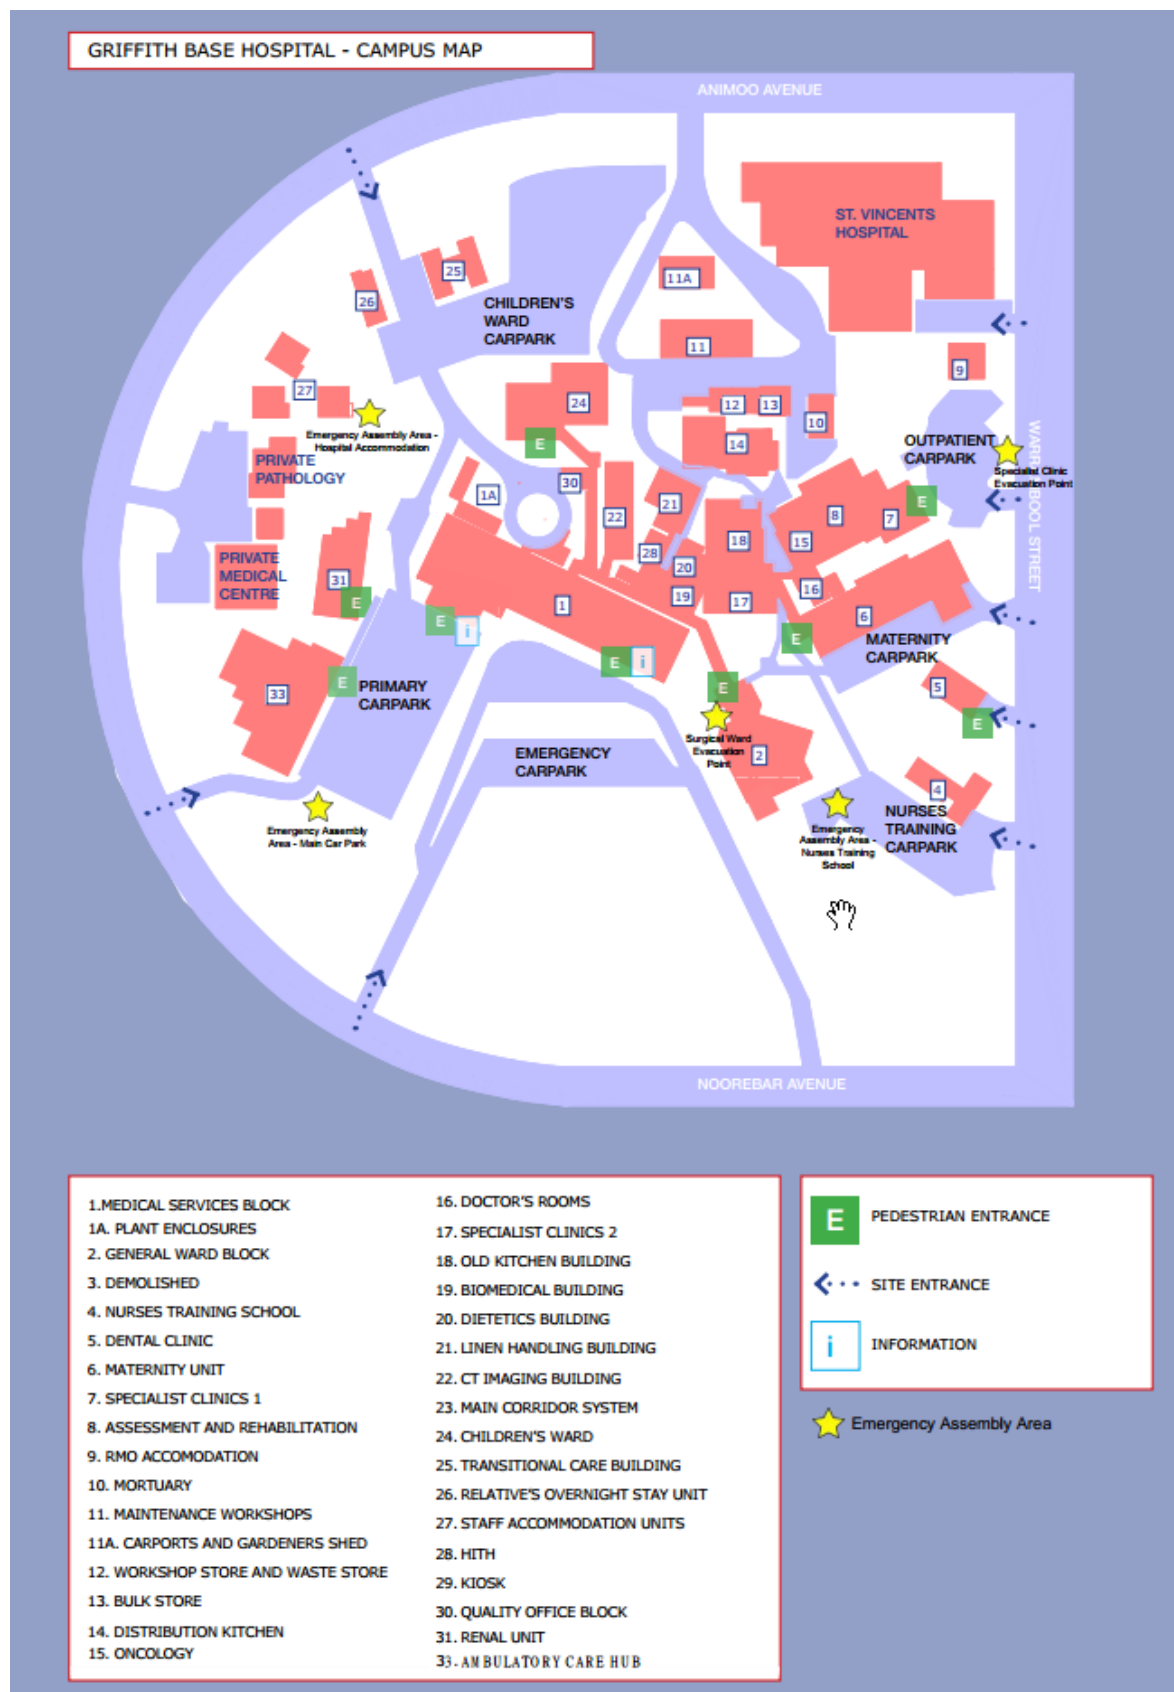 GRIFFITH BASE HOSPITAL - CAMPUS MAP
ANIMOO AVENUE
ST. VINCENTS
HOSPITAL
25
11A
26
CHILDREN'S
WARD
CARPARK
11
9
27
24
12
13
10
Emergency Assembly Area -
Hospital Accommodation
E
14
OUTPATIENT
CARPARK
WARRAMBOOL STREET
Specialist Clinic
Evacuation Point
PRIVATE
PATHOLOGY
30
1A
21
22
E
8
7
18
15
28
20
PRIVATE
MEDICAL
CENTRE
31
E
1
19
17
16
6
E
i
E
MATERNITY
CARPARK
E
i
33
E
PRIMARY
CARPARK
E
5
E
Surgical Ward
Evacuation
Point
2
EMERGENCY
CARPARK
4
NURSES
TRAINING
CARPARK
Emergency Assembly
Area - Main Car Park
Emergency
Assembly Area -
Nurses Training
School
NOOREBAR AVENUE
1.MEDICAL SERVICES BLOCK
1A. PLANT ENCLOSURES
2. GENERAL WARD BLOCK
3. DEMOLISHED
4. NURSES TRAINING SCHOOL
5. DENTAL CLINIC
6. MATERNITY UNIT
7. SPECIALIST CLINICS 1
8. ASSESSMENT AND REHABILITATION
9. RMO ACCOMODATION
10. MORTUARY
11. MAINTENANCE WORKSHOPS
11A. CARPORTS AND GARDENERS SHED
12. WORKSHOP STORE AND WASTE STORE
13. BULK STORE
14. DISTRIBUTION KITCHEN
15. ONCOLOGY
16. DOCTOR'S ROOMS
17. SPECIALIST CLINICS 2
18. OLD KITCHEN BUILDING
19. BIOMEDICAL BUILDING
20. DIETETICS BUILDING
21. LINEN HANDLING BUILDING
22. CT IMAGING BUILDING
23. MAIN CORRIDOR SYSTEM
24. CHILDREN'S WARD
25. TRANSITIONAL CARE BUILDING
26. RELATIVE'S OVERNIGHT STAY UNIT
27. STAFF ACCOMMODATION UNITS
28. HITH
29. KIOSK
30. QUALITY OFFICE BLOCK
31. RENAL UNIT
33. AMBULATORY CARE HUB
E PEDESTRIAN ENTRANCE
SITE ENTRANCE
i INFORMATION
Emergency Assembly Area